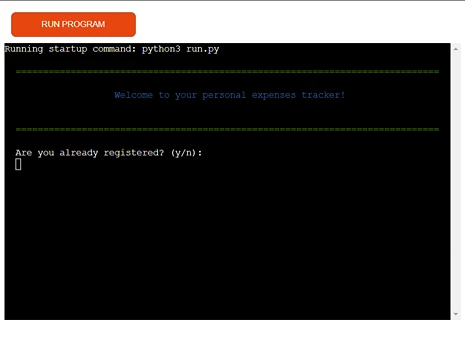 RUN PROGRAM
Running startup command: python3 run.py
=============================================================================
Welcome to your personal expenses tracker!
=============================================================================
Are you already registered? (y/n):